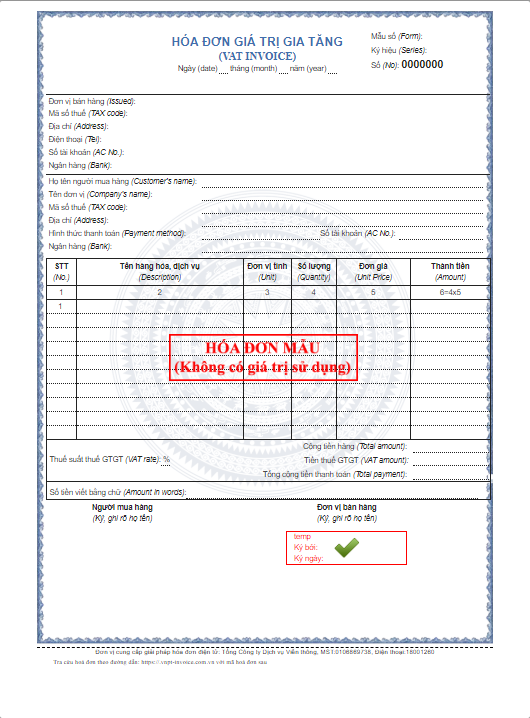 HÓA ĐƠN GIÁ TRỊ GIA TĂNG
(VAT INVOICE)
Ngày (date) tháng (month) năm (year)
Mẫu số (Form):
Ký hiệu (Series):
Số (No): 0000000
Đơn vị bán hàng (Issued):
Mã số thuế (TAX code):
Địa chỉ (Address):
Điện thoại (Tel):
Số tài khoản (AC No.):
Ngân hàng (Bank):
Họ tên người mua hàng (Customer's name):
Tên đơn vị (Company's name):
Mã số thuế (TAX code):
Địa chỉ (Address):
Hình thức thanh toán (Payment method): Số tài khoản (AC No.):
Ngân hàng (Bank):
STT Tên hàng hóa, dịch vụ Đơn vị tính Số lượng Đơn giá Thành tiền
(No.) (Description) (Unit) (Quantity) (Unit Price) (Amount)
1 2 3 4 5 6=4x5
1
HÓA ĐƠN MẪU
(Không có giá trị sử dụng)
Cộng tiền hàng (Total amount):
Thuế suất thuế GTGT (VAT rate): % Tiền thuế GTGT (VAT amount):
Tổng cộng tiền thanh toán (Total payment):
Số tiền viết bằng chữ (Amount in words):
Người mua hàng Đơn vị bán hàng
(Ký, ghi rõ họ tên) (Ký, ghi rõ họ tên)
temp
Ký bởi:
Ký ngày:
Đơn vị cung cấp giải pháp hóa đơn điện tử: Tổng Công ty Dịch vụ Viễn thông, MST:0106869738, Điện thoại:18001260
Tra cứu hoá đơn theo đường dẫn: https://.vnpt-invoice.com.vn với mã hoá đơn sau